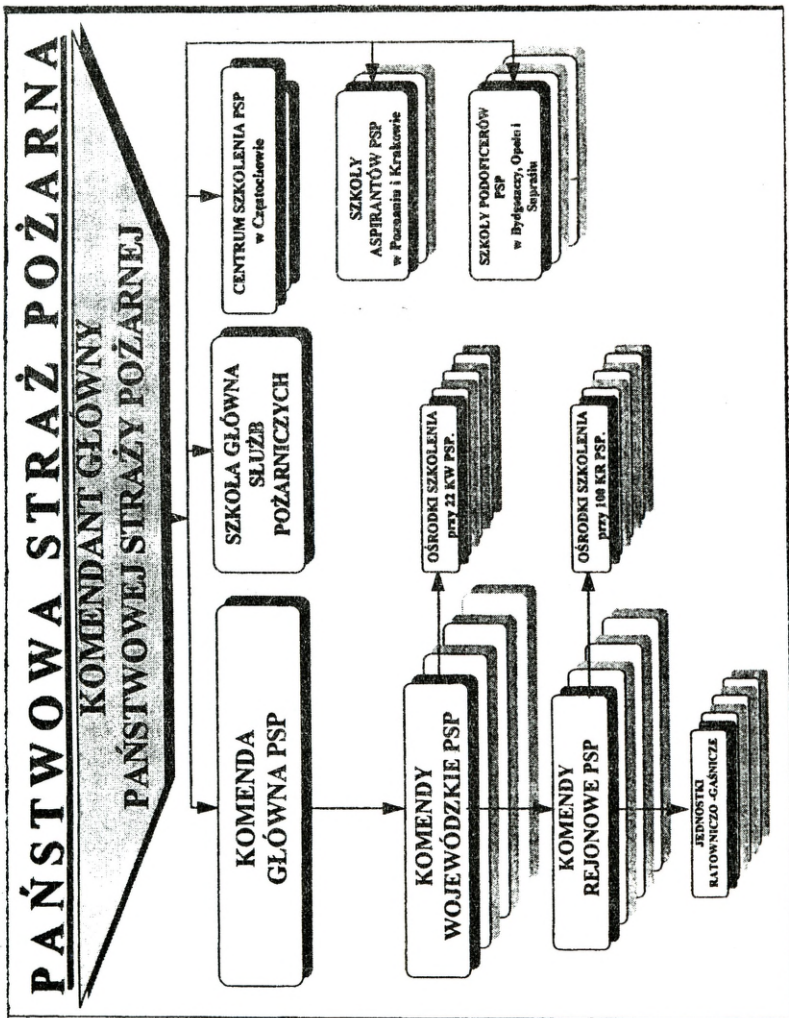 PAŃSTWOWA STRAŻ POŻARNA
KOMENDANT GŁÓWNY
PAŃSTWOWEJ STRAŻY POŻARNEJ
KOMENDA
GŁÓWNA PSP
SZKOŁA GŁÓWNA
SŁUŻB
POŻARNICZYCH
CENTRUM SZKOLENIA PSP
w Częstochowie
SZKOŁY
ASPIRANTÓW PSP
w Poznaniu i Krakowie
SZKOŁY PODOFICERÓW
PSP
w Bydgoszczy, Opolu i
Supraślu
KOMENDY
WOJEWÓDZKIE PSP
OŚRODKI SZKOLENIA
przy 22 KW PSP.
KOMENDY
REJONOWE PSP
OŚRODKI SZKOLENIA
przy 100 KR PSP.
JEDNOSTKI
RATOWNICZO-GAŚNICZE